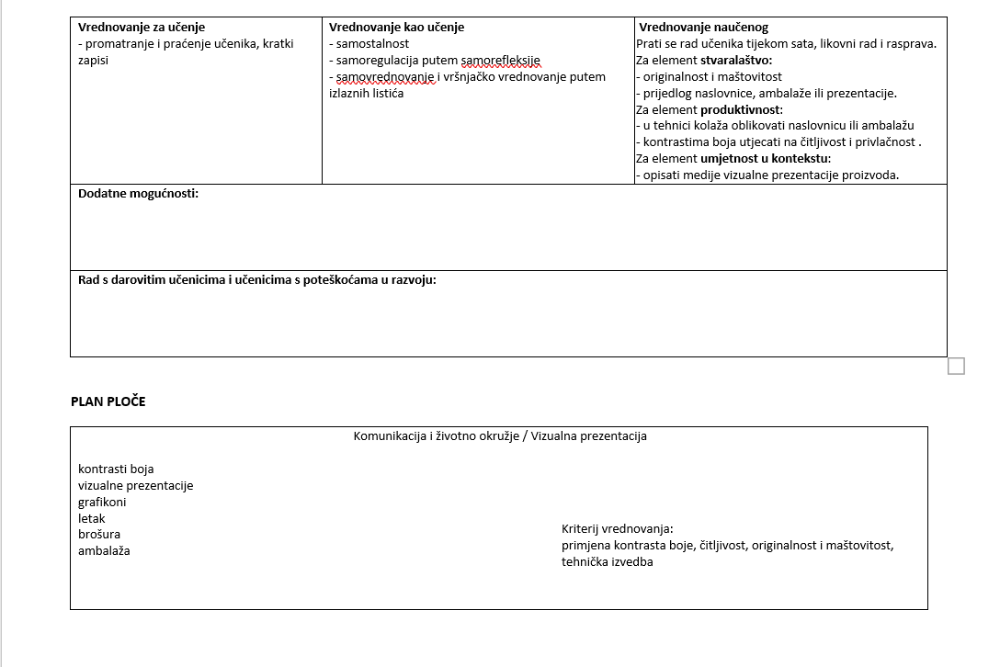 Vrednovanje za učenje
- promatranje i praćenje učenika, kratki
zapisi
Vrednovanje kao učenje
- samostalnost
- samoregulacija putem samorefleksije
- samovrednovanje i vršnjačko vrednovanje putem
izlaznih listića
Vrednovanje naučenog
Prati se rad učenika tijekom sata, likovni rad i rasprava.
Za element stvaralaštvo:
- originalnost i maštovitost
- prijedlog naslovnice, ambalaže ili prezentacije.
Za element produktivnost:
- u tehnici kolaža oblikovati naslovnicu ili ambalažu
- kontrastima boja utjecati na čitljivost i privlačnost .
Za element umjetnost u kontekstu:
- opisati medije vizualne prezentacije proizvoda.
Dodatne mogućnosti:
Rad s darovitim učenicima i učenicima s poteškoćama u razvoju:
PLAN PLOČE
Komunikacija i životno okružje / Vizualna prezentacija
kontrasti boja
vizualne prezentacije
grafikoni
letak
brošura
ambalaža
Kriterij vrednovanja:
primjena kontrasta boje, čitljivost, originalnost i maštovitost,
tehnička izvedba